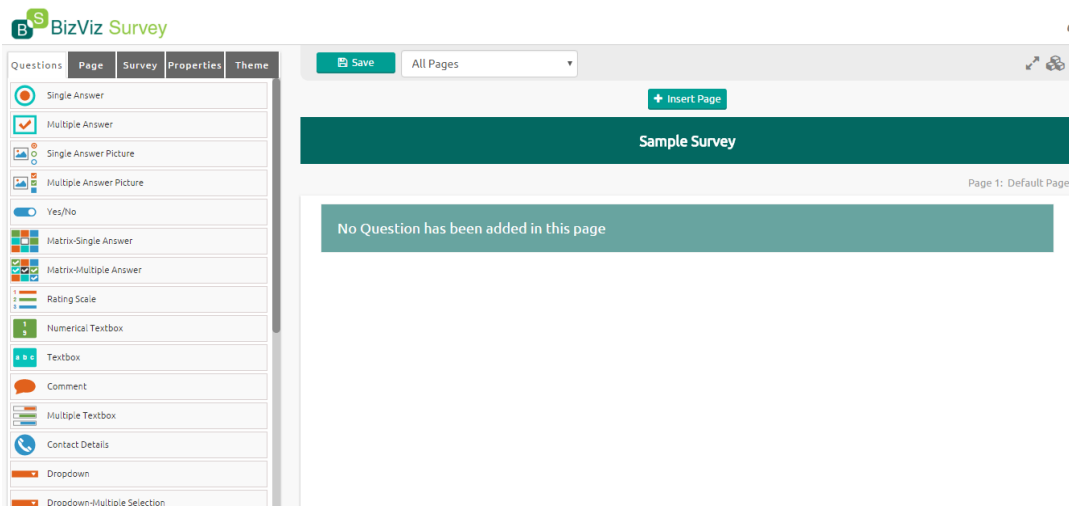 BS BizViz Survey
Questions Page Survey Properties Theme
Save All Pages
Insert Page
Sample Survey
Page 1: Default Page
No Question has been added in this page
Single Answer
Multiple Answer
Single Answer Picture
Multiple Answer Picture
Yes/No
Matrix-Single Answer
Matrix-Multiple Answer
Rating Scale
Numerical Textbox
a b c Textbox
Comment
Multiple Textbox
Contact Details
Dropdown
Dropdown-Multiple Selection